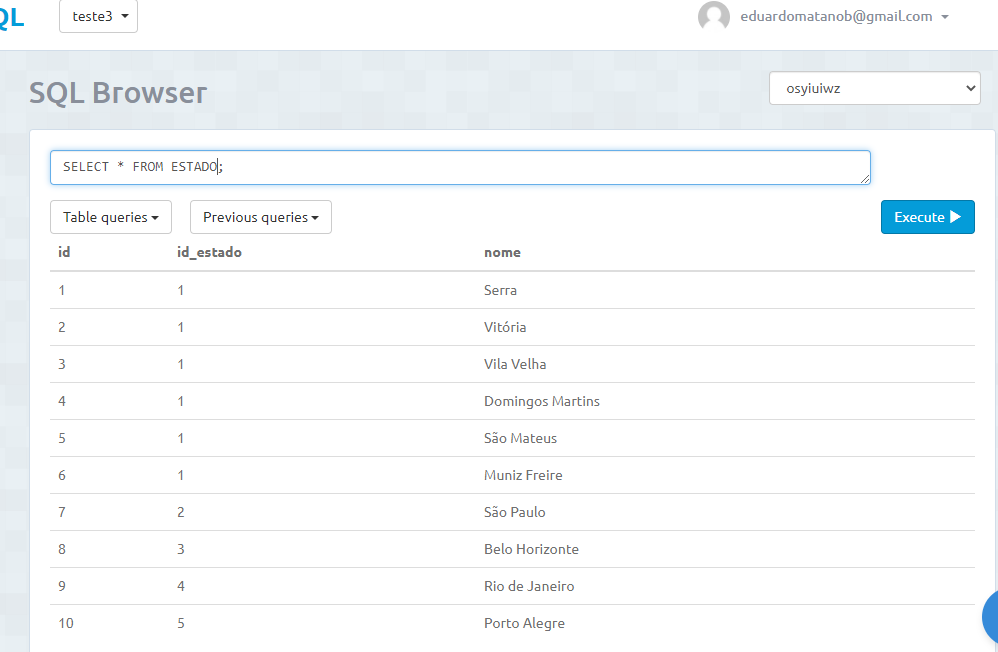 QL teste3 eduardomatanob@gmail.com
SQL Browser osyiuiwz
SELECT * FROM ESTADO;
Table queries Previous queries Execute
id id_estado nome
1 1 Serra
2 1 Vitória
3 1 Vila Velha
4 1 Domingos Martins
5 1 São Mateus
6 1 Muniz Freire
7 2 São Paulo
8 3 Belo Horizonte
9 4 Rio de Janeiro
10 5 Porto Alegre